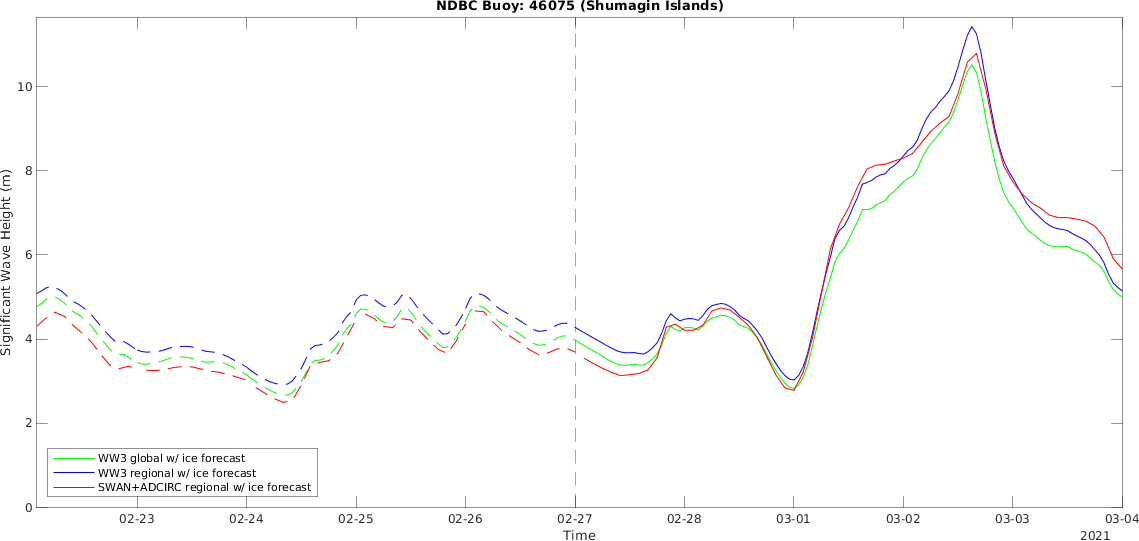 NDBC Buoy: 46075 (Shumagin Islands)
Significant Wave Height (m)
10
8
6
4
2
0
WW3 global w/ ice forecast
WW3 regional w/ ice forecast
SWAN+ADCIRC regional w/ ice forecast
02-23 02-24 02-25 02-26 02-27 02-28 03-01 03-02 03-03 03-04
Time
2021